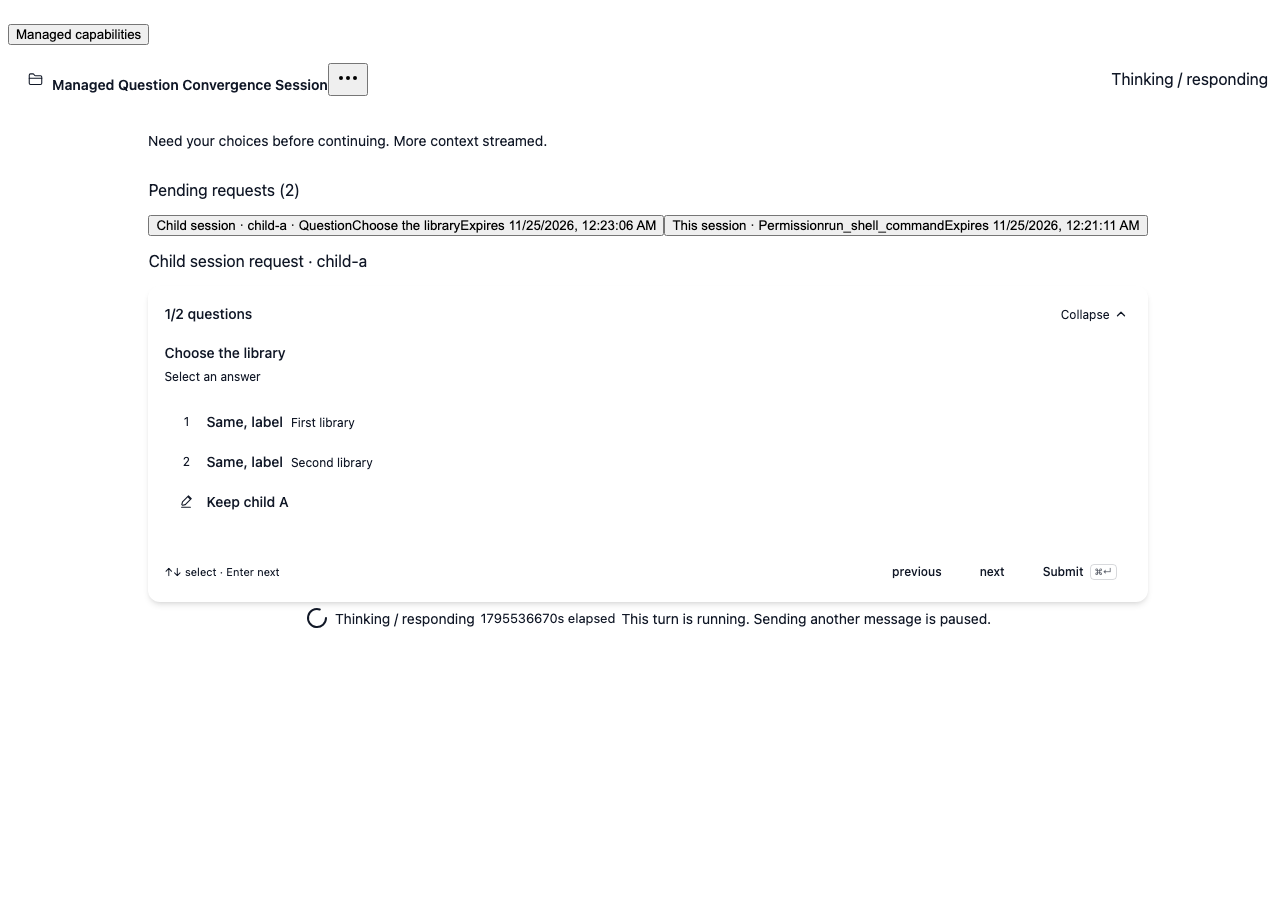 Managed capabilities
Managed Question Convergence Session ••• Thinking / responding
Need your choices before continuing. More context streamed.
Pending requests (2)
Child session · child-a · QuestionChoose the libraryExpires 11/25/2026, 12:23:06 AM This session · Permissionrun_shell_commandExpires 11/25/2026, 12:21:11 AM
Child session request · child-a
1/2 questions Collapse
Choose the library
Select an answer
1 Same, label First library
2 Same, label Second library
Keep child A
↑↓ select · Enter next previous next Submit ⌘↵
Thinking / responding 1795536670s elapsed This turn is running. Sending another message is paused.